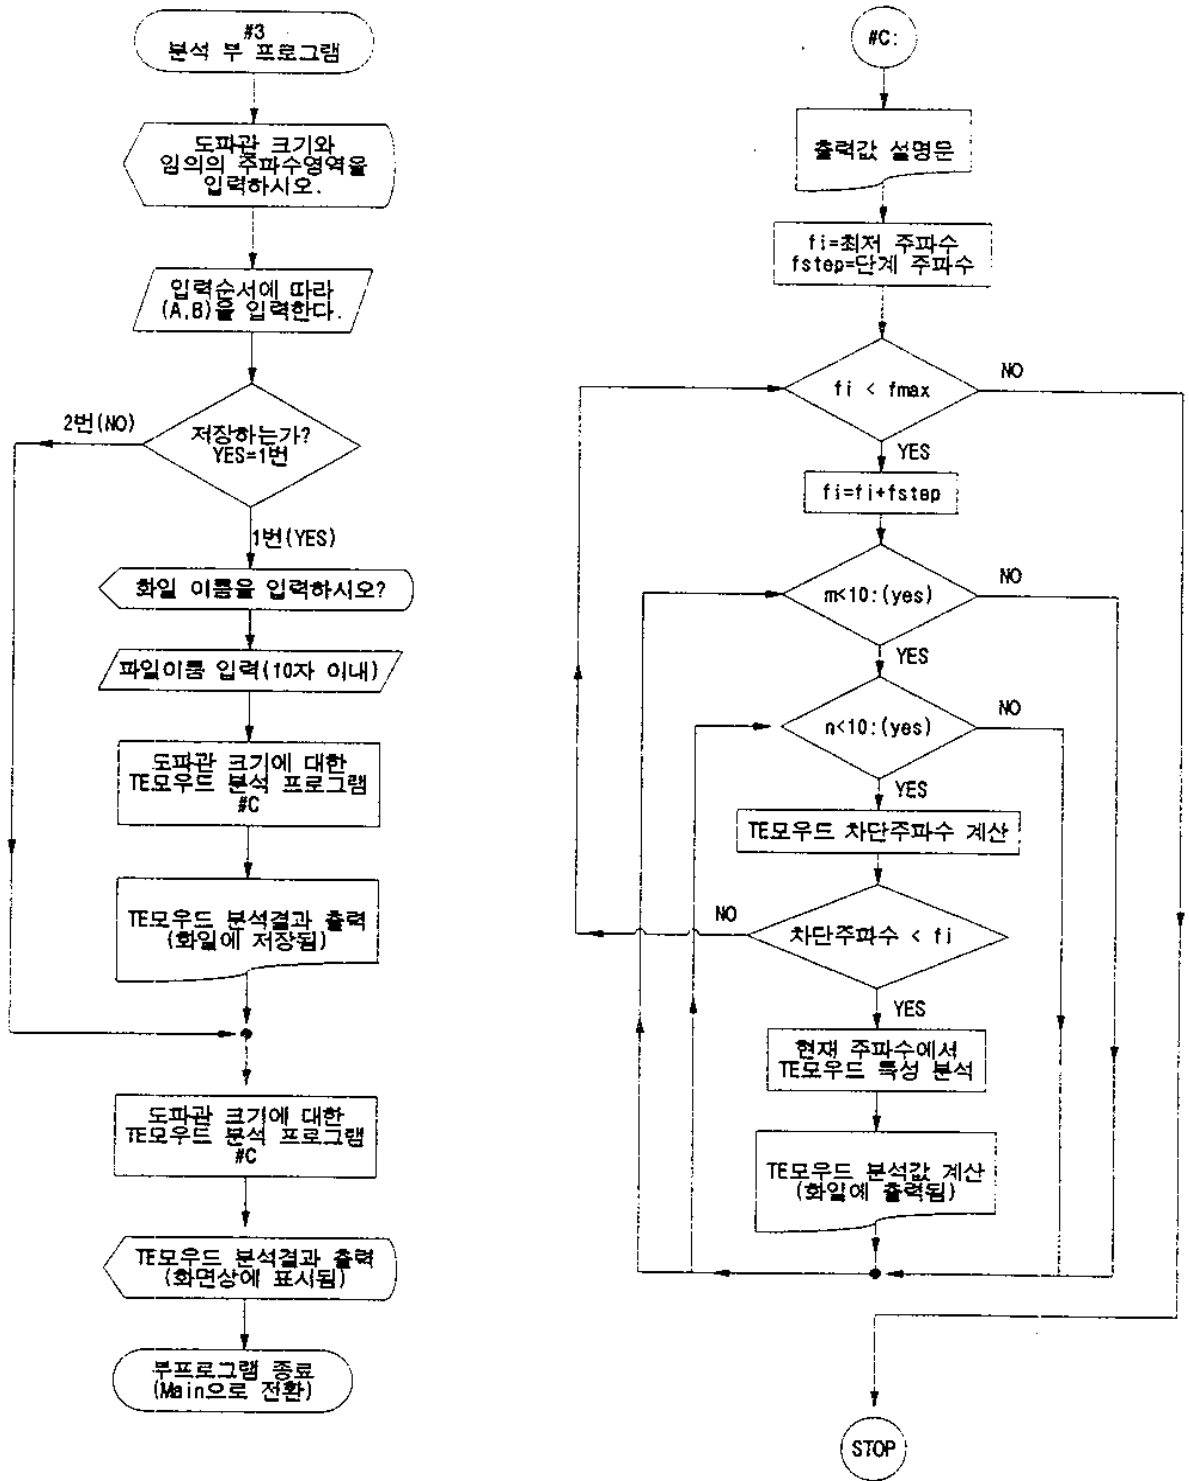 #3
분석 부 프로그램
도파관 크기와
임의의 주파수영역을
입력하시오.
입력순서에 따라
(A,B)을 입력한다.
2번(NO)
저장하는가?
YES=1번
1번(YES)
화일 이름을 입력하시오?
파일이름 입력(10자 이내)
도파관 크기에 대한
TE모우드 분석 프로그램
#C
TE모우드 분석결과 출력
(화일에 저장됨)
도파관 크기에 대한
TE모우드 분석 프로그램
#C
TE모우드 분석결과 출력
(화면상에 표시됨)
부프로그램 종료
(Main으로 전환)
#C:
출력값 설명문
fi=최저 주파수
fstep=단계 주파수
fi < fmax
NO
YES
fi=fi+fstep
m<10:(yes)
NO
YES
n<10:(yes)
NO
YES
TE모우드 차단주파수 계산
NO
차단주파수 < fi
YES
현재 주파수에서
TE모우드 특성 분석
TE모우드 분석값 계산
(화일에 출력됨)
STOP